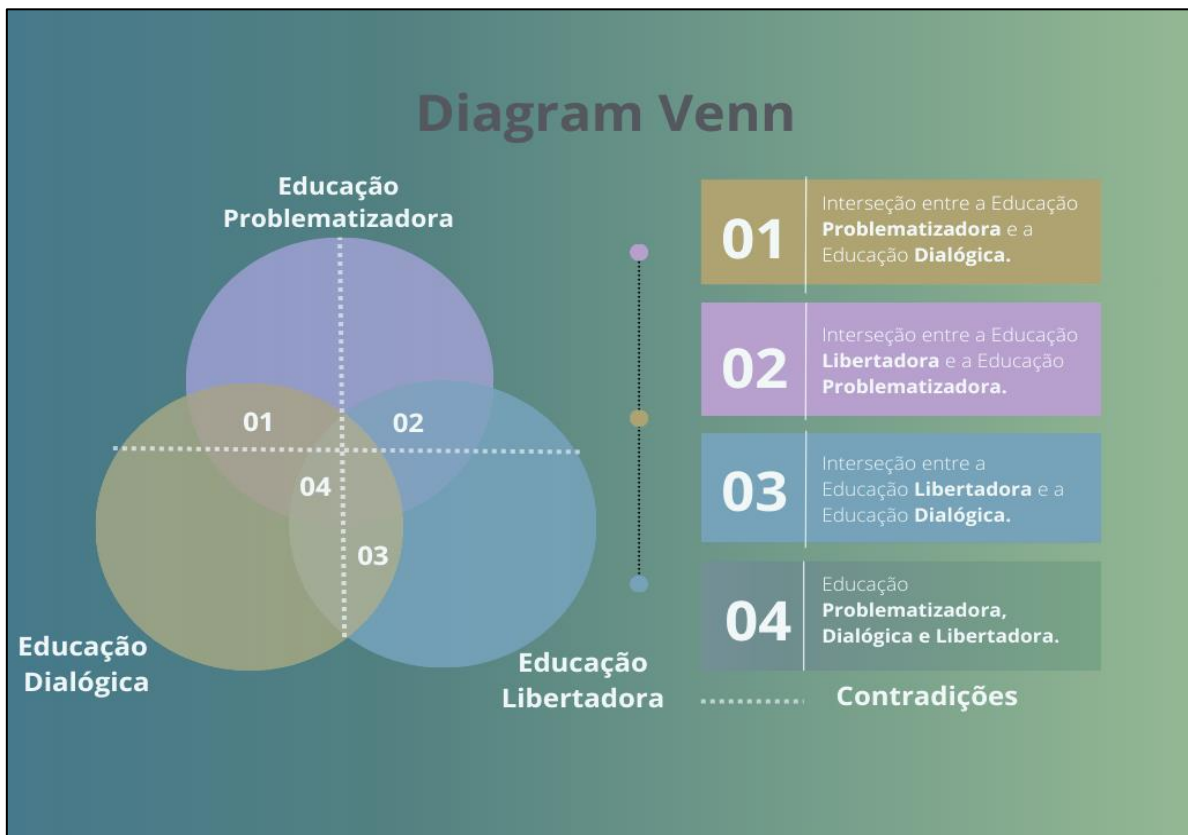 Diagram Venn
Educação
Problematizadora
01
02
04
03
Educação
Dialógica
Educação
Libertadora
01
Interseção entre a Educação
Problematizadora e a
Educação Dialógica.
02
Interseção entre a Educação
Libertadora e a Educação
Problematizadora.
03
Interseção entre a
Educação Libertadora e a
Educação Dialógica.
04
Educação
Problematizadora,
Dialógica e Libertadora.
Contradições